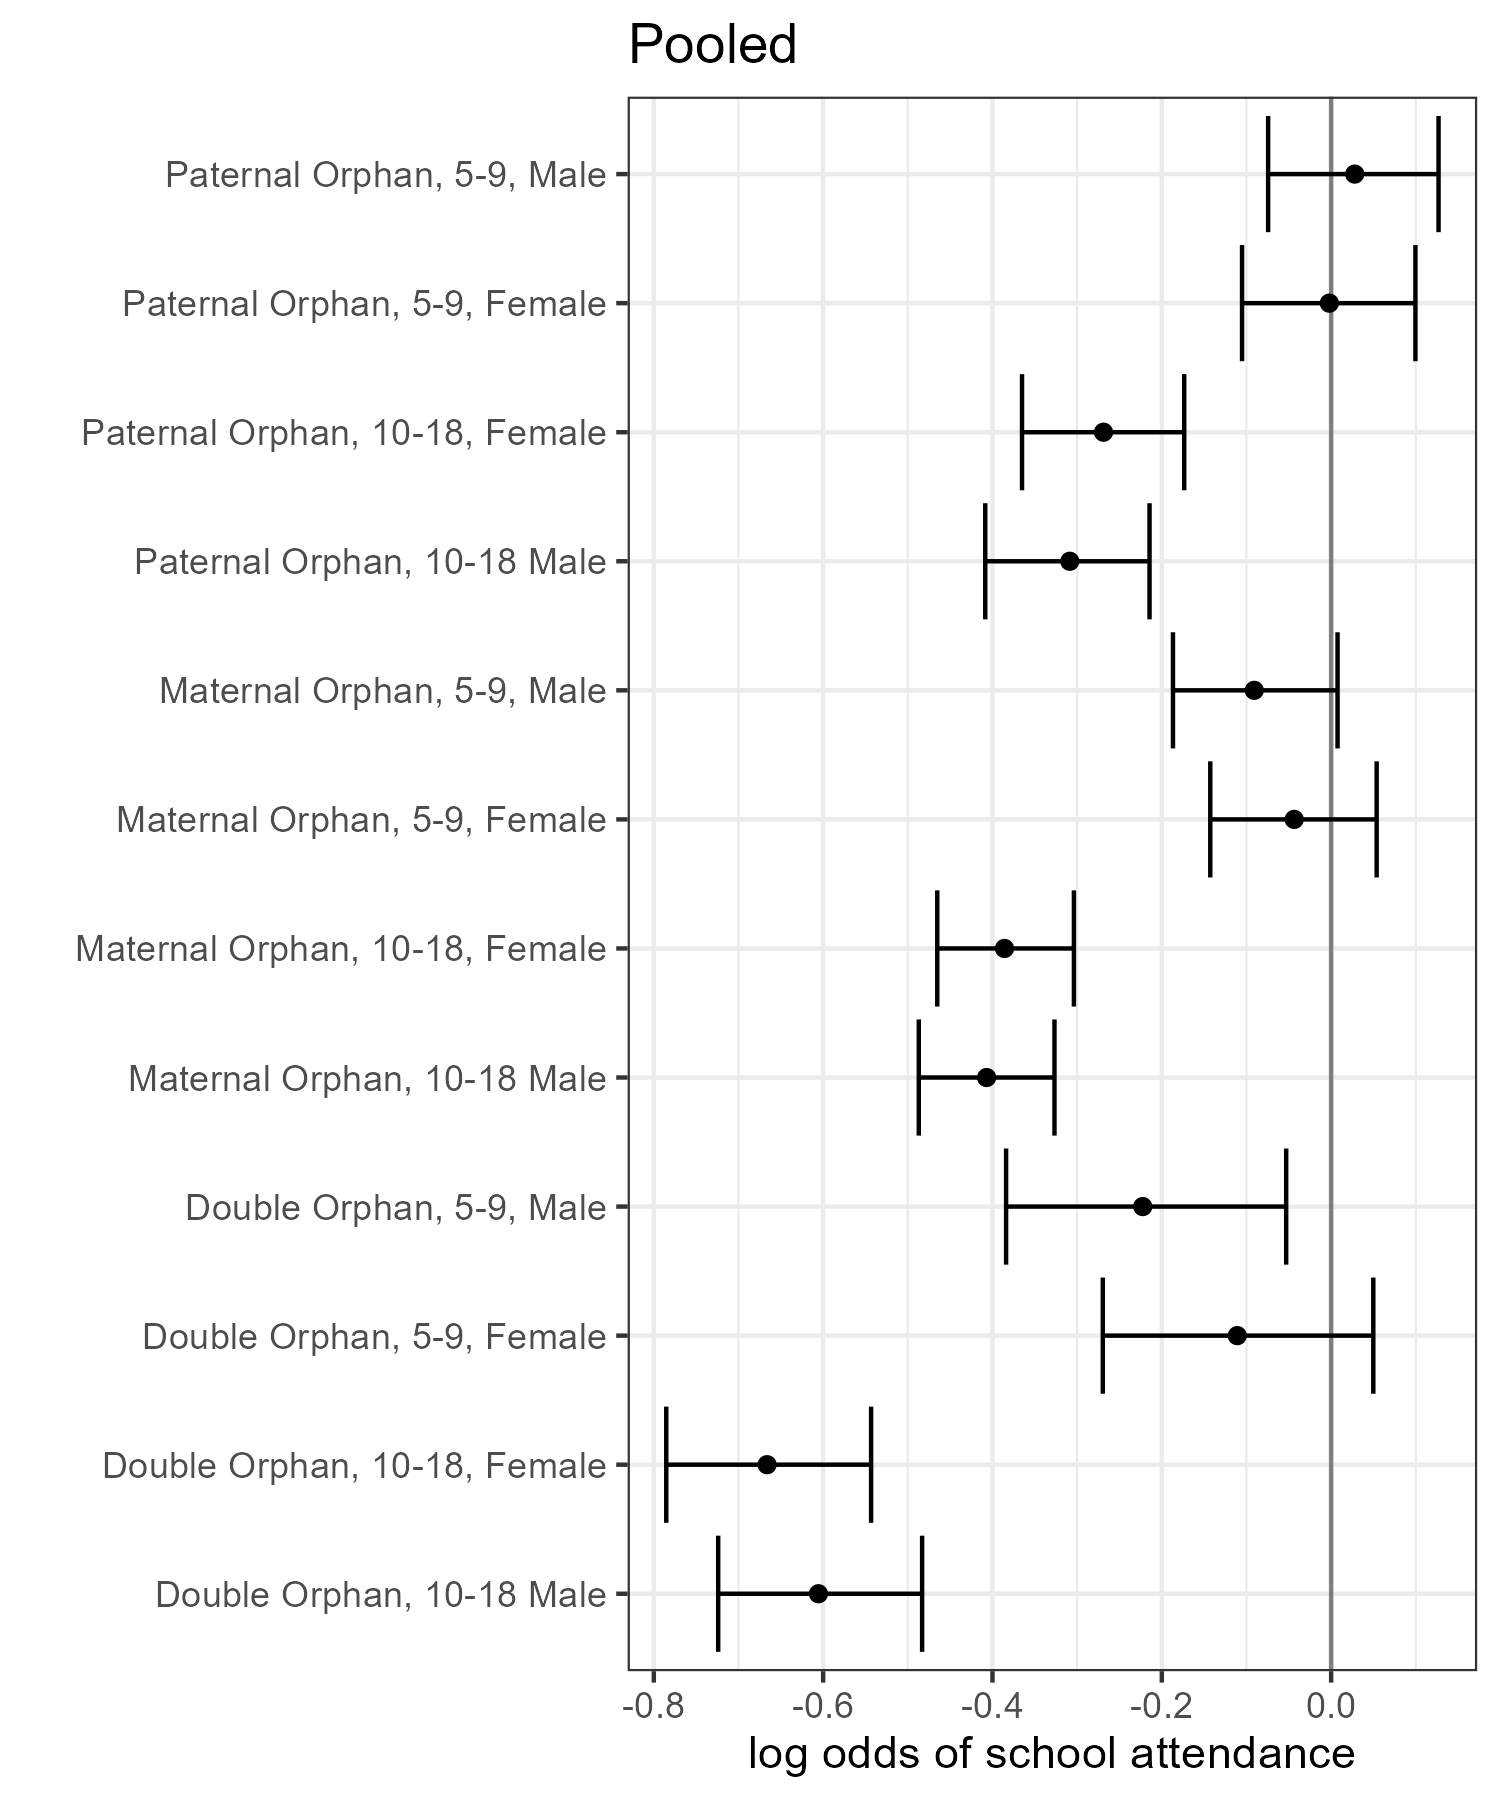 Pooled
Paternal Orphan, 5-9, Male
Paternal Orphan, 5-9, Female
Paternal Orphan, 10-18, Female
Paternal Orphan, 10-18 Male
Maternal Orphan, 5-9, Male
Maternal Orphan, 5-9, Female
Maternal Orphan, 10-18, Female
Maternal Orphan, 10-18 Male
Double Orphan, 5-9, Male
Double Orphan, 5-9, Female
Double Orphan, 10-18, Female
Double Orphan, 10-18 Male
-0.8 -0.6 -0.4 -0.2 0.0
log odds of school attendance